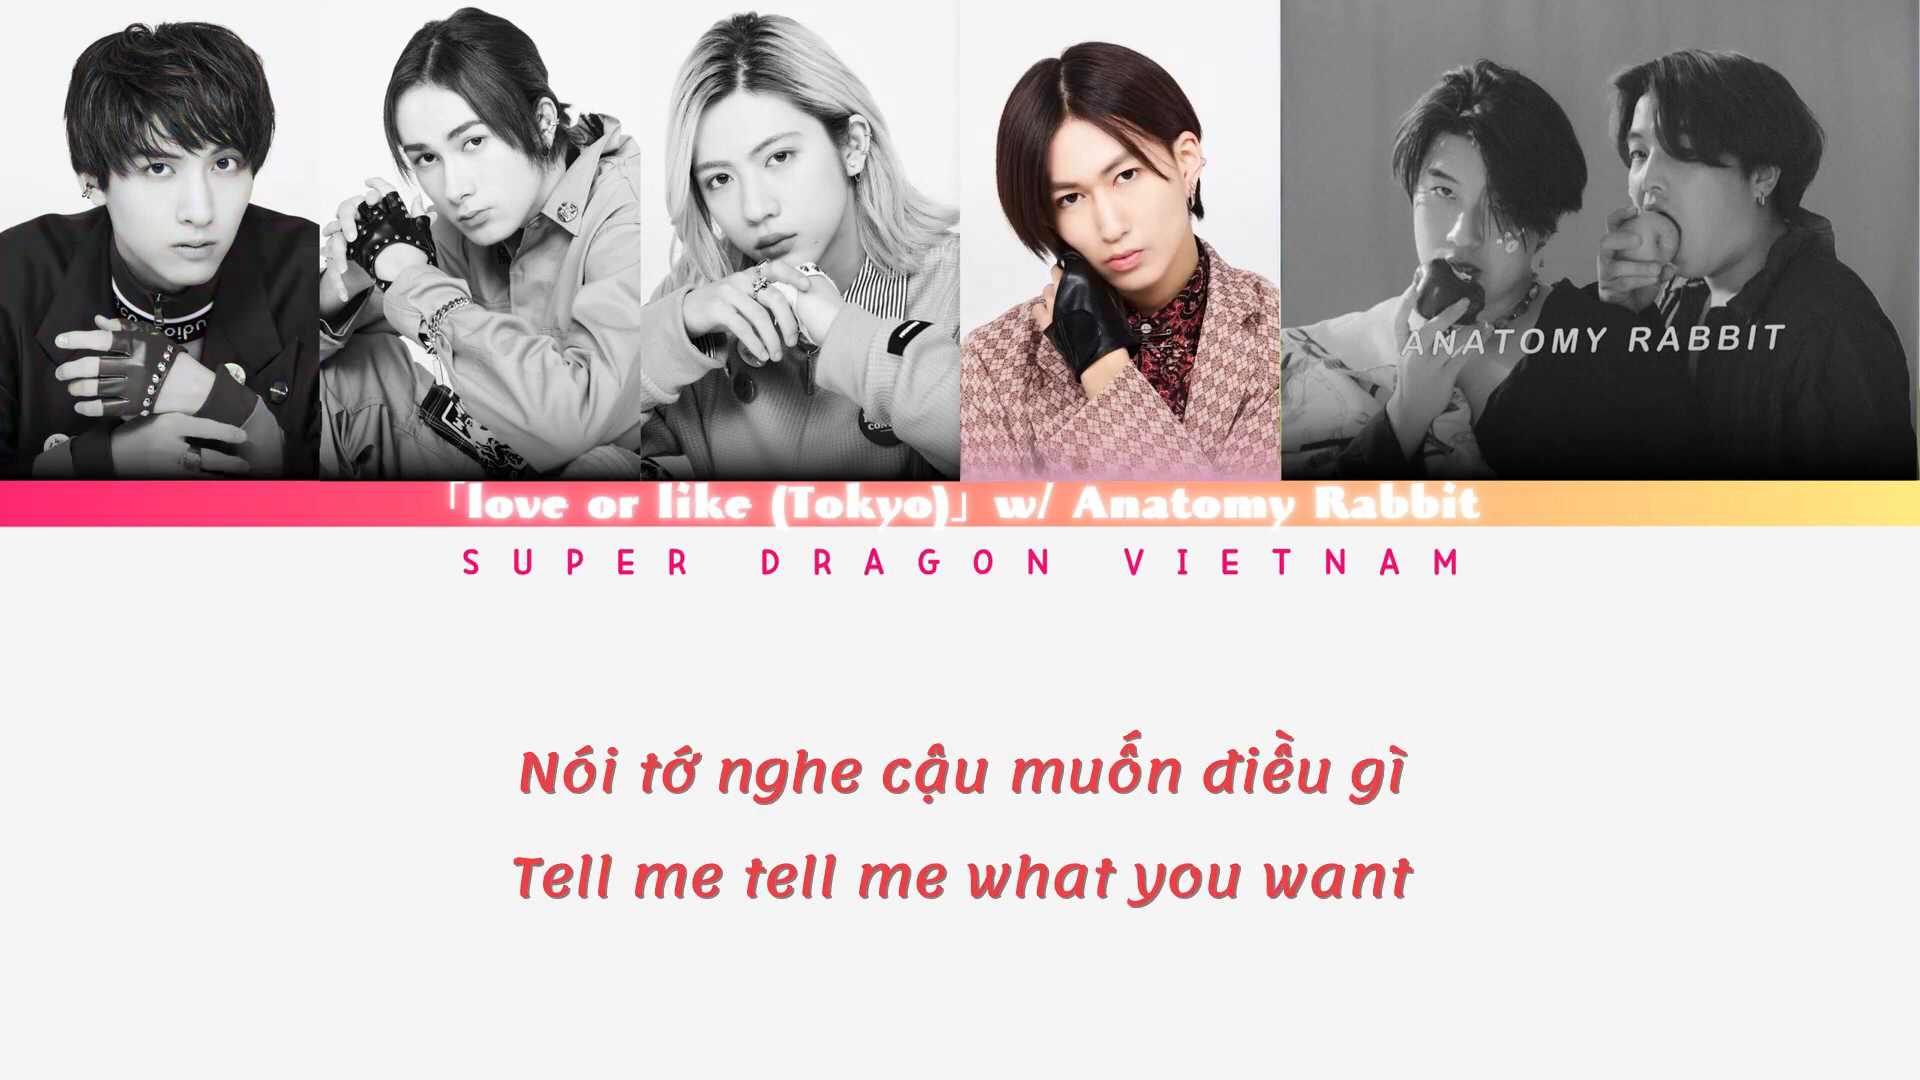 ANATOMY RABBIT
「love or like (Tokyo)」 w/ Anatomy Rabbit
SUPER DRAGON VIETNAM
Nói tớ nghe cậu muốn điều gì
Tell me tell me what you want